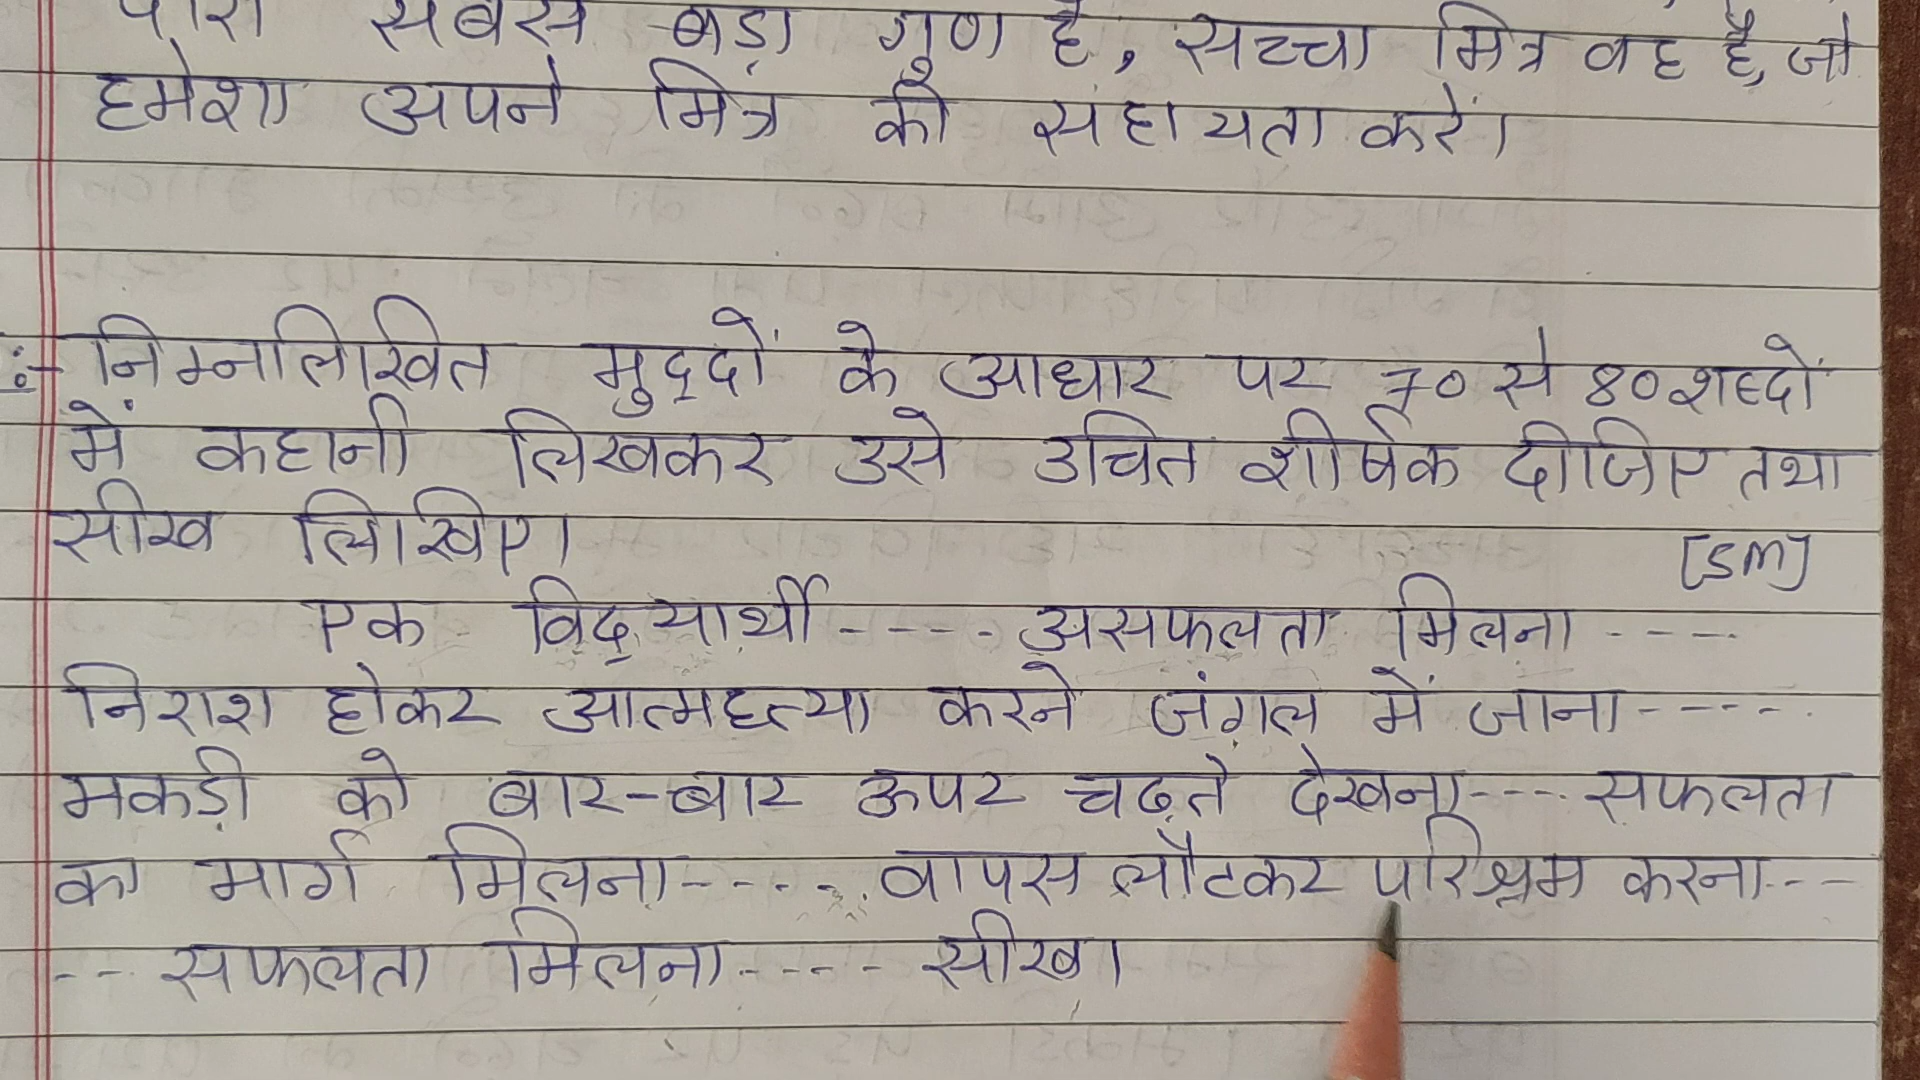 सबसे बड़ा गुण है, सच्चा मित्र वह है, जो
हमेशा अपने मित्र की सहायता करें।
:- निम्नलिखित मुद्दों के आधार पर 70 से 80 शब्दों
में कहानी लिखकर उसे उचित शीर्षक दीजिए तथा
सीख लिखिए।
[5M]
एक विद्यार्थी - - - - असफलता मिलना - - - -
निराश होकर आत्महत्या करने जंगल में जाना - - - - -
मकड़ी को बार-बार ऊपर चढ़ते देखना - - - - सफलता
का मार्ग मिलना - - - - - वापस लौटकर परिश्रम करना - - -
- - सफलता मिलना - - - - - सीख।